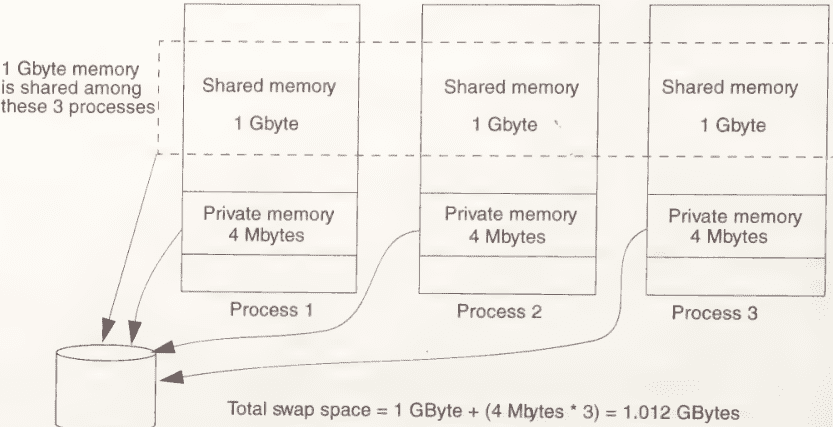 1 Gbyte memory
is shared among
these 3 processes
Shared memory
1 Gbyte
Shared memory
1 Gbyte
Shared memory
1 Gbyte
Private memory
4 Mbytes
Private memory
4 Mbytes
Private memory
4 Mbytes
Process 1
Process 2
Process 3
Total swap space = 1 GByte + (4 Mbytes * 3) = 1.012 GBytes